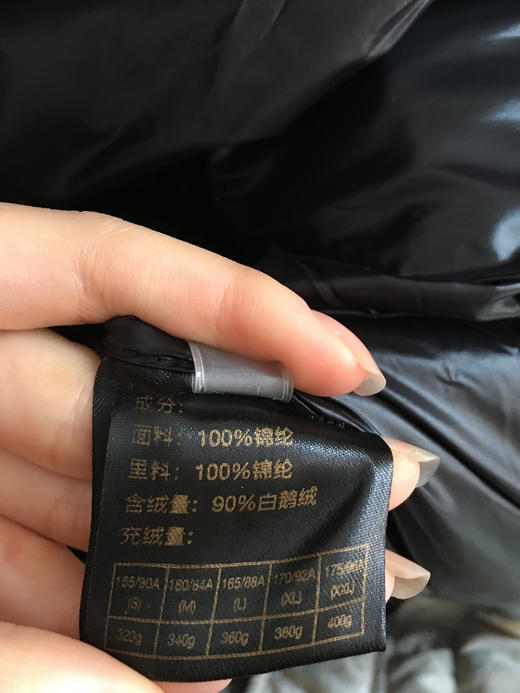 成分:
面料: 100%锦纶
里料: 100%锦纶
含绒量: 90%白鹅绒
充绒量:
155/80A 160/84A 165/88A 170/92A 175/96A
(S) (M) (L) (XL) (XXL)
320g 340g 360g 380g 400g